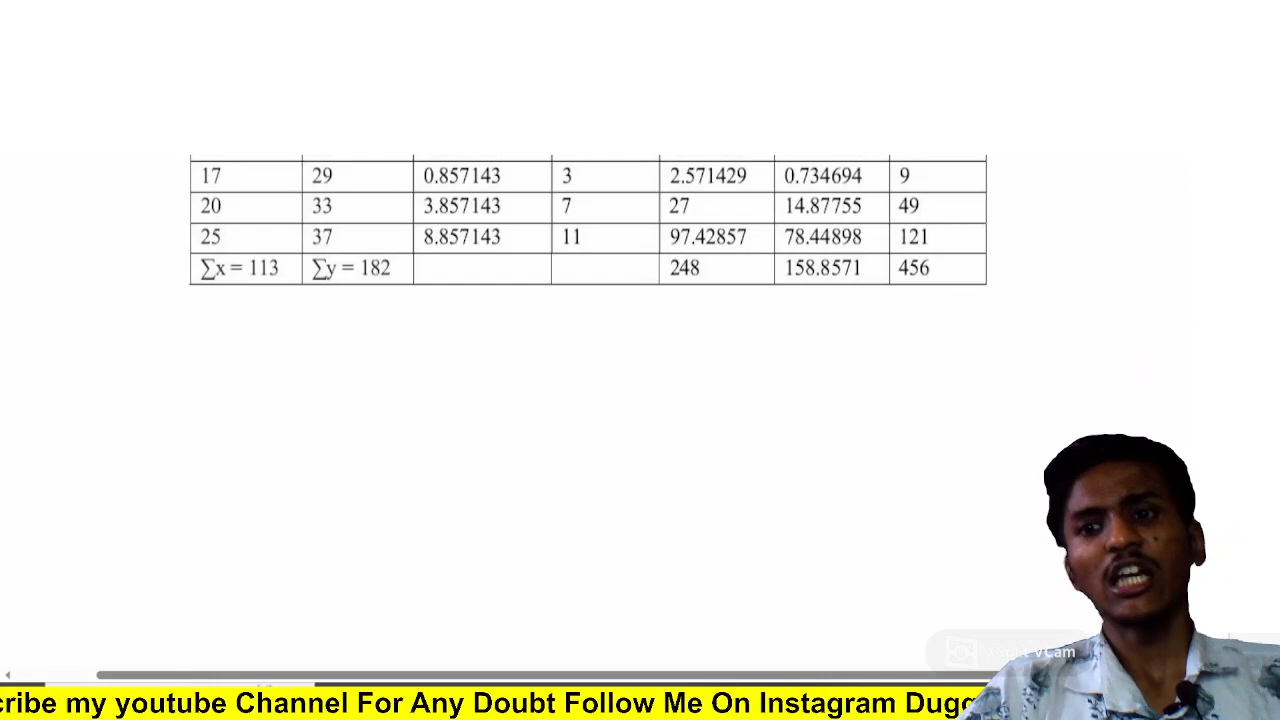 17 29 0.857143 3 2.571429 0.734694 9
20 33 3.857143 7 27 14.87755 49
25 37 8.857143 11 97.42857 78.44898 121
∑x = 113 ∑y = 182 248 158.8571 456
VCam
cribe my youtube Channel For Any Doubt Follow Me On Instagram Dugg